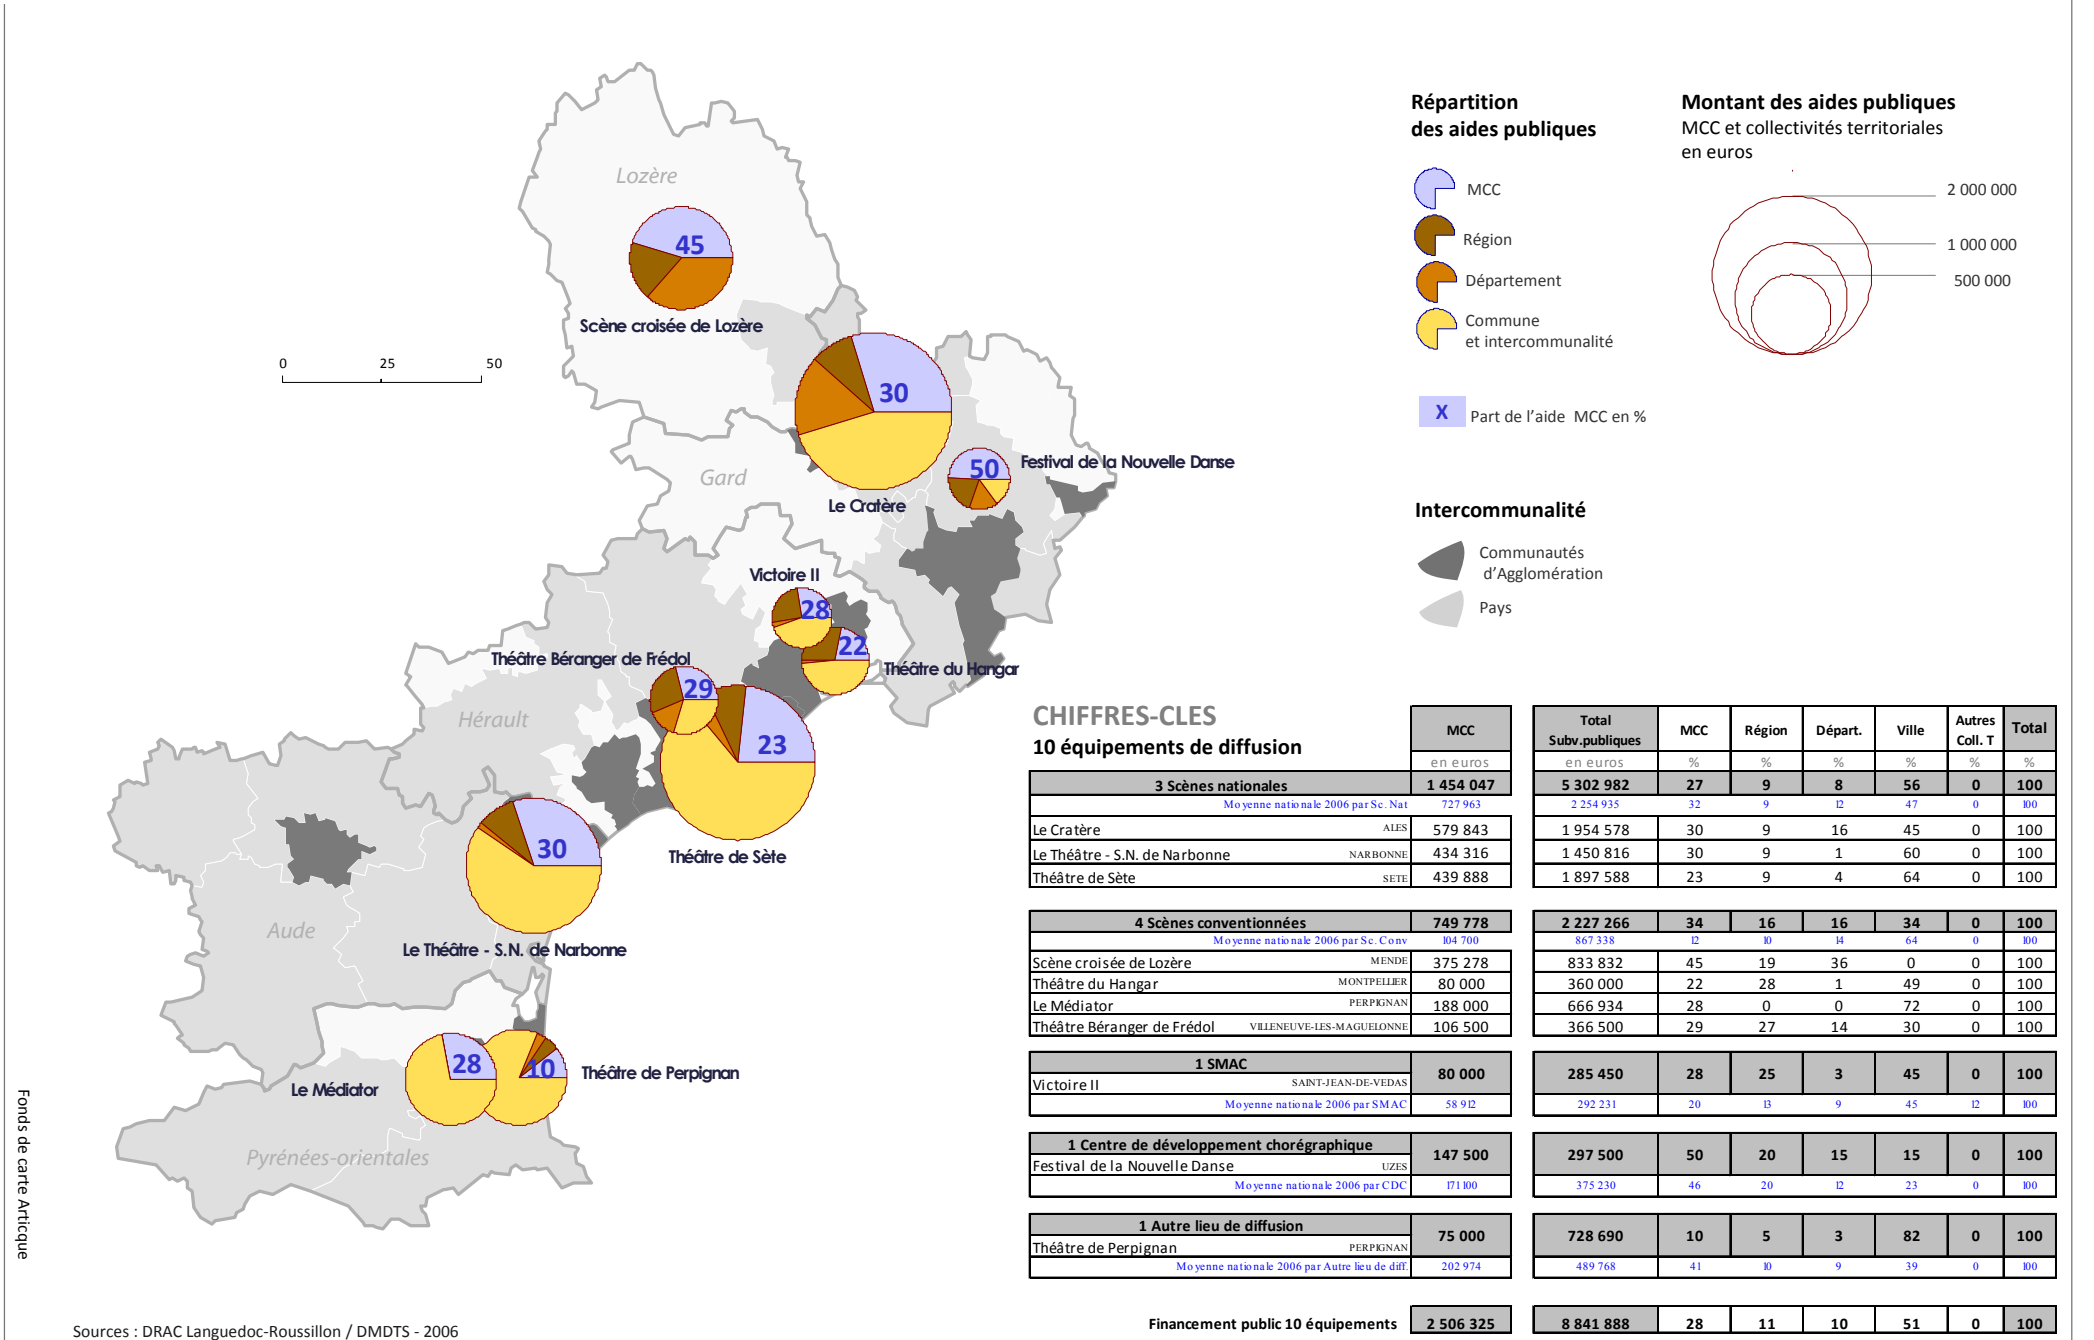 Répartition
des aides publiques
MCC
Région
Département
Commune
et intercommunalité
X Part de l’aide MCC en %
Montant des aides publiques
MCC et collectivités territoriales
en euros
2 000 000
1 000 000
500 000
Intercommunalité
Communautés
d’Agglomération
Pays
0 25 50
Lozère
45
Scène croisée de Lozère
30
Le Cratère
50
Festival de la Nouvelle Danse
Gard
Victoire II
28
22
Théâtre du Hangar
Théâtre Béranger de Frédol
29
Hérault
23
Théâtre de Sète
30
Le Théâtre - S.N. de Narbonne
Aude
28
Le Médiator
10
Théâtre de Perpignan
Pyrénées-orientales
CHIFFRES-CLES
10 équipements de diffusion
MCC Total Subv.publiques MCC Région Départ. Ville Autres Coll. T Total
en euros en euros % % % % % %
3 Scènes nationales 1 454 047 5 302 982 27 9 8 56 0 100
Moyenne nationale 2006 par Sc. Nat 727 963 2 254 935 32 9 12 47 0 100
Le Cratère ALES 579 843 1 954 578 30 9 16 45 0 100
Le Théâtre - S.N. de Narbonne NARBONNE 434 316 1 450 816 30 9 1 60 0 100
Théâtre de Sète SETE 439 888 1 897 588 23 9 4 64 0 100
4 Scènes conventionnées 749 778 2 227 266 34 16 16 34 0 100
Moyenne nationale 2006 par Sc. Conv 104 700 867 338 12 10 14 64 0 100
Scène croisée de Lozère MENDE 375 278 833 832 45 19 36 0 0 100
Théâtre du Hangar MONTPELLIER 80 000 360 000 22 28 1 49 0 100
Le Médiator PERPIGNAN 188 000 666 934 28 0 0 72 0 100
Théâtre Béranger de Frédol VILLENEUVE-LES-MAGUELONNE 106 500 366 500 29 27 14 30 0 100
1 SMAC
Victoire II SAINT-JEAN-DE-VEDAS 80 000 285 450 28 25 3 45 0 100
Moyenne nationale 2006 par SMAC 58 912 292 231 20 13 9 45 12 100
1 Centre de développement chorégraphique
Festival de la Nouvelle Danse UZES 147 500 297 500 50 20 15 15 0 100
Moyenne nationale 2006 par CDC 171 100 375 230 46 20 12 23 0 100
1 Autre lieu de diffusion
Théâtre de Perpignan PERPIGNAN 75 000 728 690 10 5 3 82 0 100
Moyenne nationale 2006 par Autre lieu de diff. 202 974 489 768 41 10 9 39 0 100
Financement public 10 équipements 2 506 325 8 841 888 28 11 10 51 0 100
Fonds de carte Articcque
Sources : DRAC Languedoc-Roussillon / DMDTS - 2006